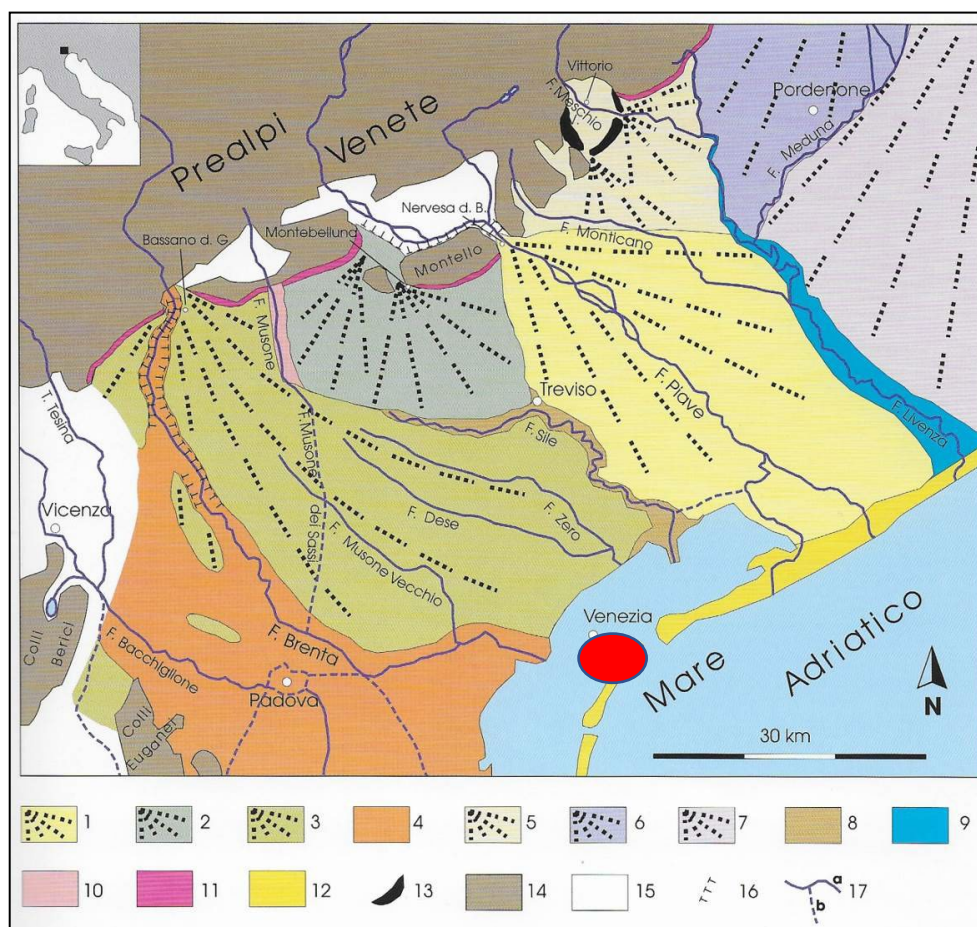 Vittorio
F. Meschio
Pordenone
F. Meduna
Prealpi
Venete
Nervesa d. B.
Bassano d. G.
Montebelluna
Montello
F. Monticano
F. Musone
Treviso
F. Piave
F. Livenza
T. Tesina
F. Sile
F. Musone
dei Sassi
Vicenza
F. Dese
F. Zero
F. Musone Vecchio
Colli
Berici
F. Bacchiglione
F. Brenta
Venezia
Mare
Adriatico
Padova
Colli
Euganei
N
30 km
1
2
3
4
5
6
7
8
9
10
11
12
13
14
15
16
a
b
17